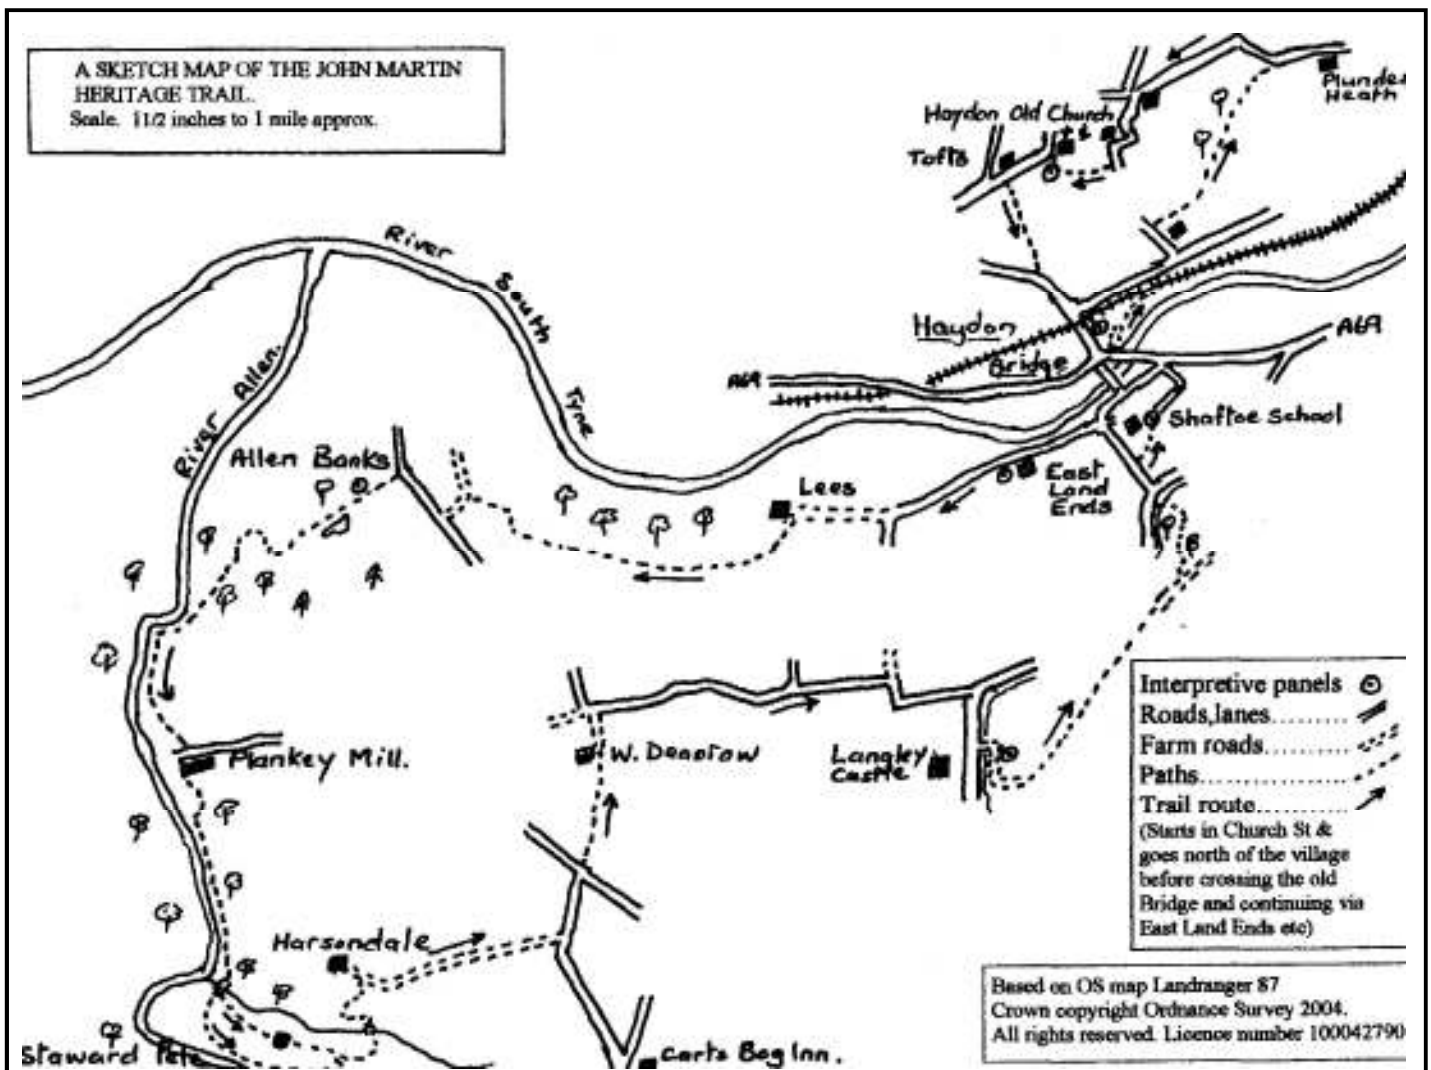 A SKETCH MAP OF THE JOHN MARTIN
HERITAGE TRAIL.
Scale. 11/2 inches to 1 mile approx.
Plunder
Heath
Haydon Old Church
Tofts
River South Tyne
River Allen.
Haydon
Bridge
A69
A69
Shaftoe School
Allen Banks
Lees
East
Land
Ends
Plankey Mill.
W. Deanraw
Langley
Castle
Harsondale
Staward Pele
Carts Bog Inn.
Interpretive panels
Roads,lanes.........
Farm roads..........
Paths................
Trail route............
(Starts in Church St &
goes north of the village
before crossing the old
Bridge and continuing via
East Land Ends etc)
Based on OS map Landranger 87
Crown copyright Ordnance Survey 2004.
All rights reserved. Licence number 100042790